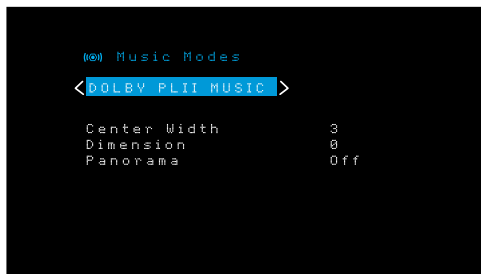 Music Modes
< DOLBY PLII MUSIC >
Center Width 3
Dimension 0
Panorama Off